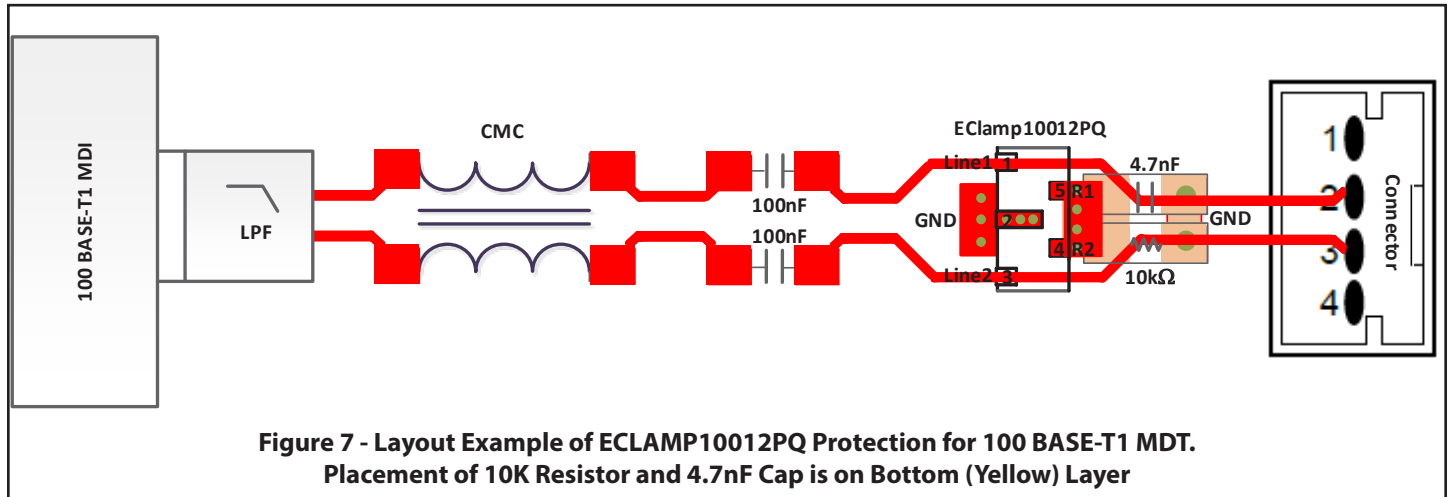 100 BASE-T1 MDI
LPF
CMC
100nF
100nF
EClamp10012PQ
Line1
1
GND
2
5 R1
4 R2
Line2
3
4.7nF
GND
10kΩ
1
2
3
4
Connector
Figure 7 - Layout Example of ECLAMP10012PQ Protection for 100 BASE-T1 MDT.
Placement of 10K Resistor and 4.7nF Cap is on Bottom (Yellow) Layer